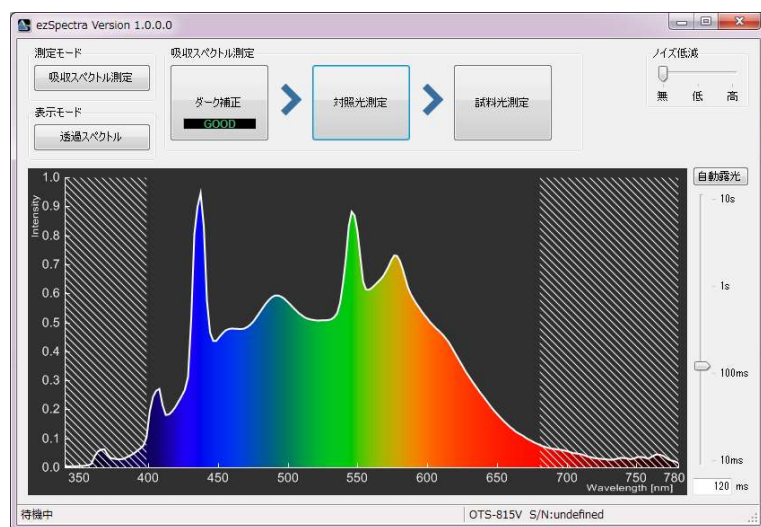 ezSpectra Version 1.0.0.0
測定モード
吸収スペクトル測定
表示モード
透過スペクトル
吸収スペクトル測定
ダーク補正
GOOD
対照光測定
試料光測定
ノイズ低減
無 低 高
自動露光
10s
1s
100ms
10ms
120 ms
Intensity
1.0
0.9
0.8
0.7
0.6
0.5
0.4
0.3
0.2
0.1
0.0
350 400 450 500 550 600 650 700 750 780
Wavelength [nm]
待機中
OTS-815V S/N:undefined